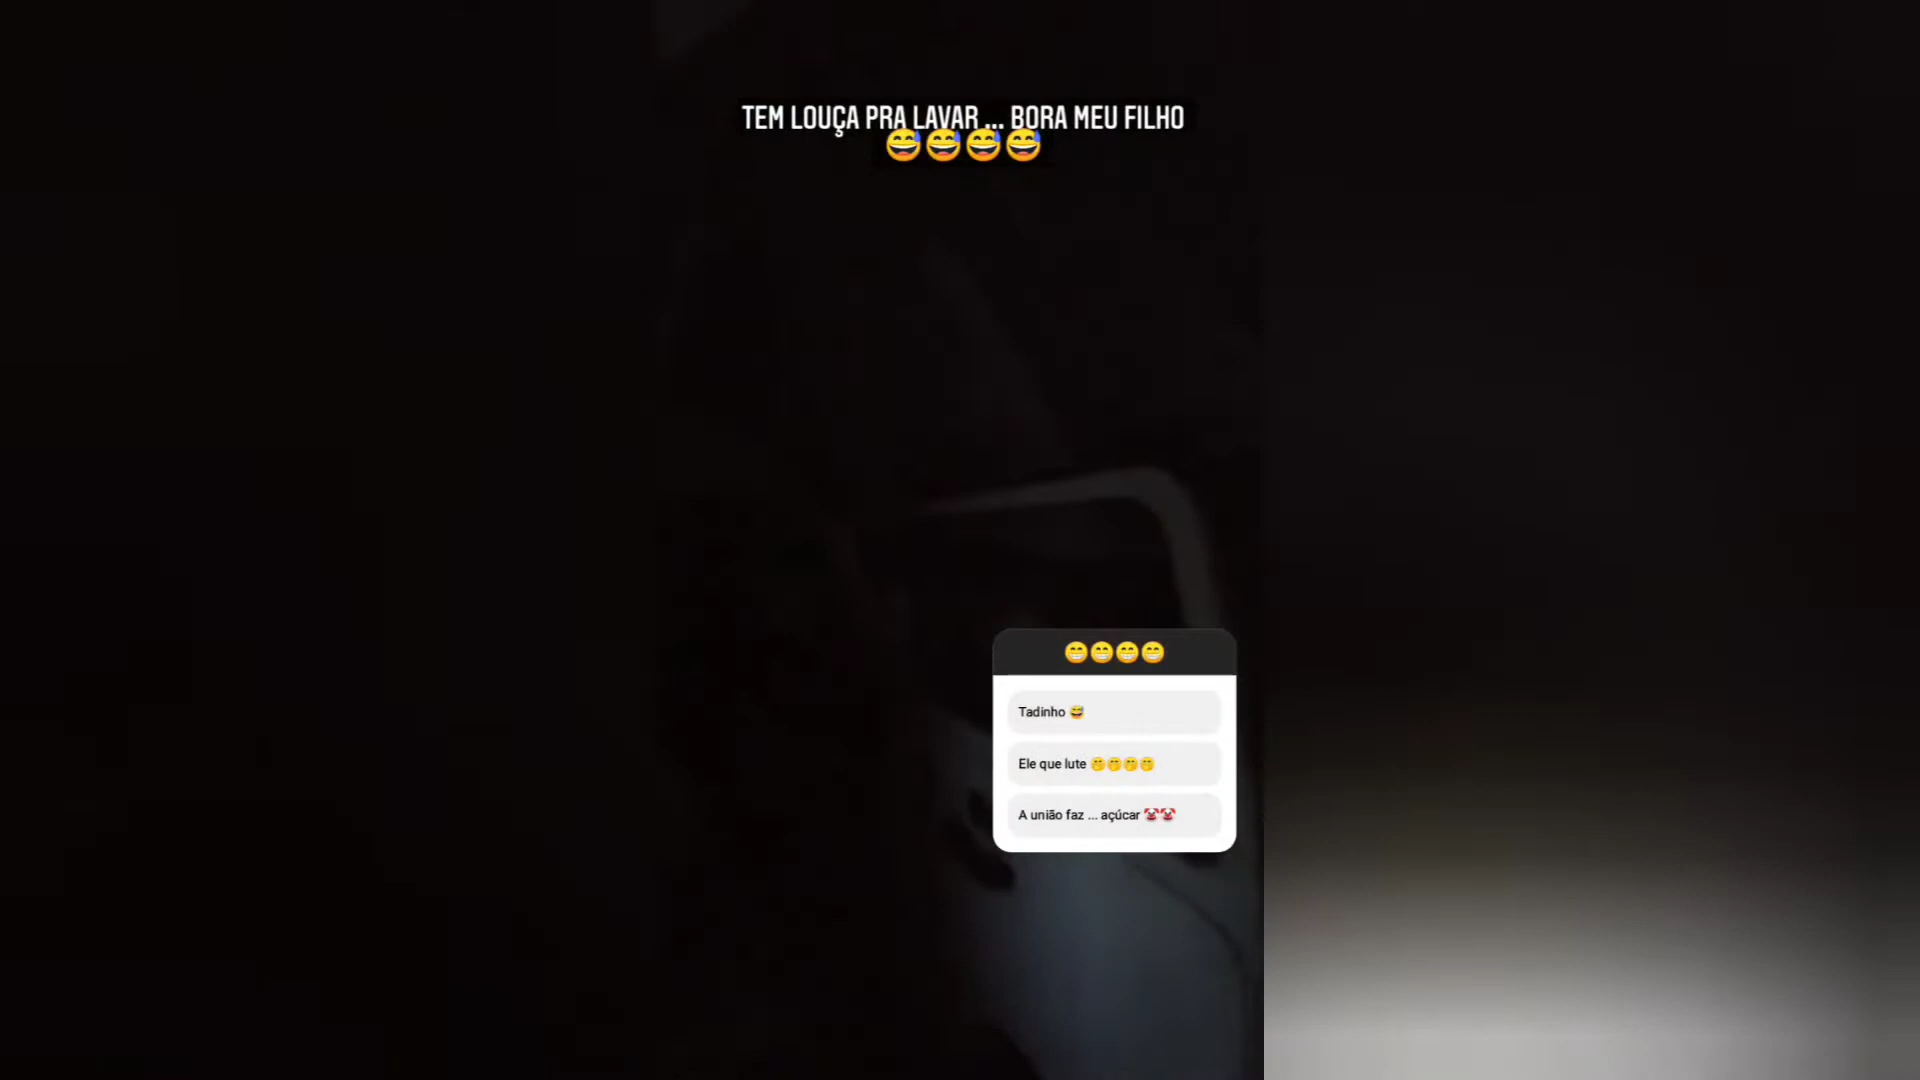 TEM LOUÇA PRA LAVAR ... BORA MEU FILHO
😅😅😅😅
😁😁😁😁
Tadinho 😅
Ele que lute 🤭🤭🤭🤭
A união faz ... açúcar 🤡🤡